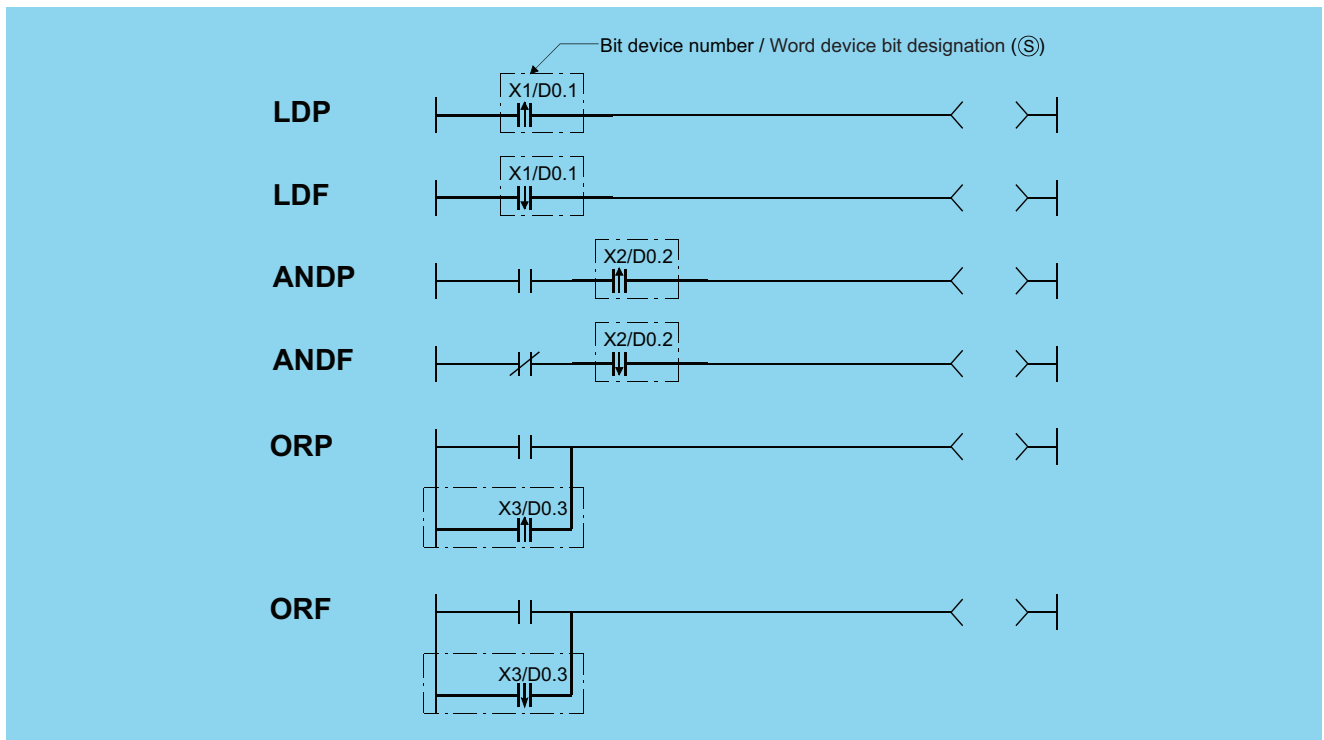 Bit device number / Word device bit designation (Ⓢ)
LDP
X1/D0.1
LDF
X1/D0.1
ANDP
X2/D0.2
ANDF
X2/D0.2
ORP
X3/D0.3
ORF
X3/D0.3